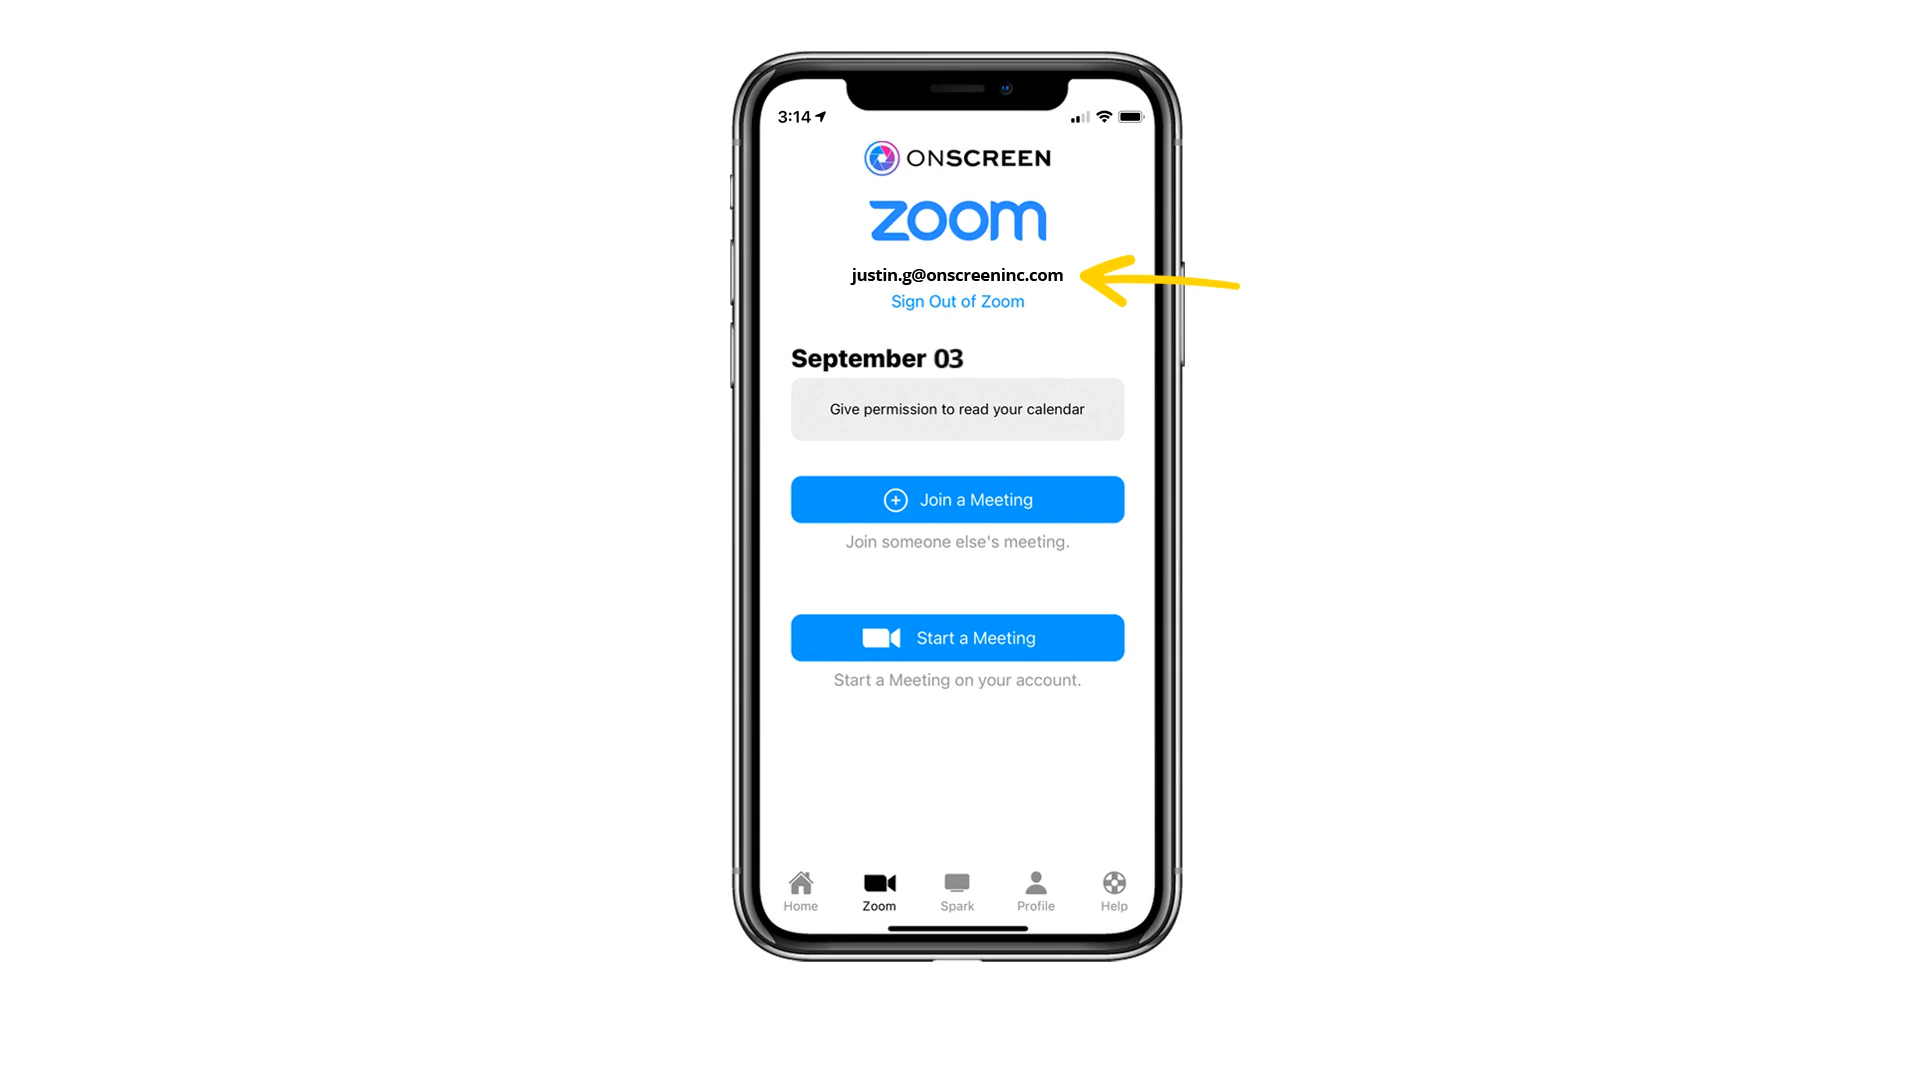 3:14
ONSCREEN
zoom
justin.g@onscreeninc.com
Sign Out of Zoom
September 03
Give permission to read your calendar
Join a Meeting
Join someone else's meeting.
Start a Meeting
Start a Meeting on your account.
Home Zoom Spark Profile Help